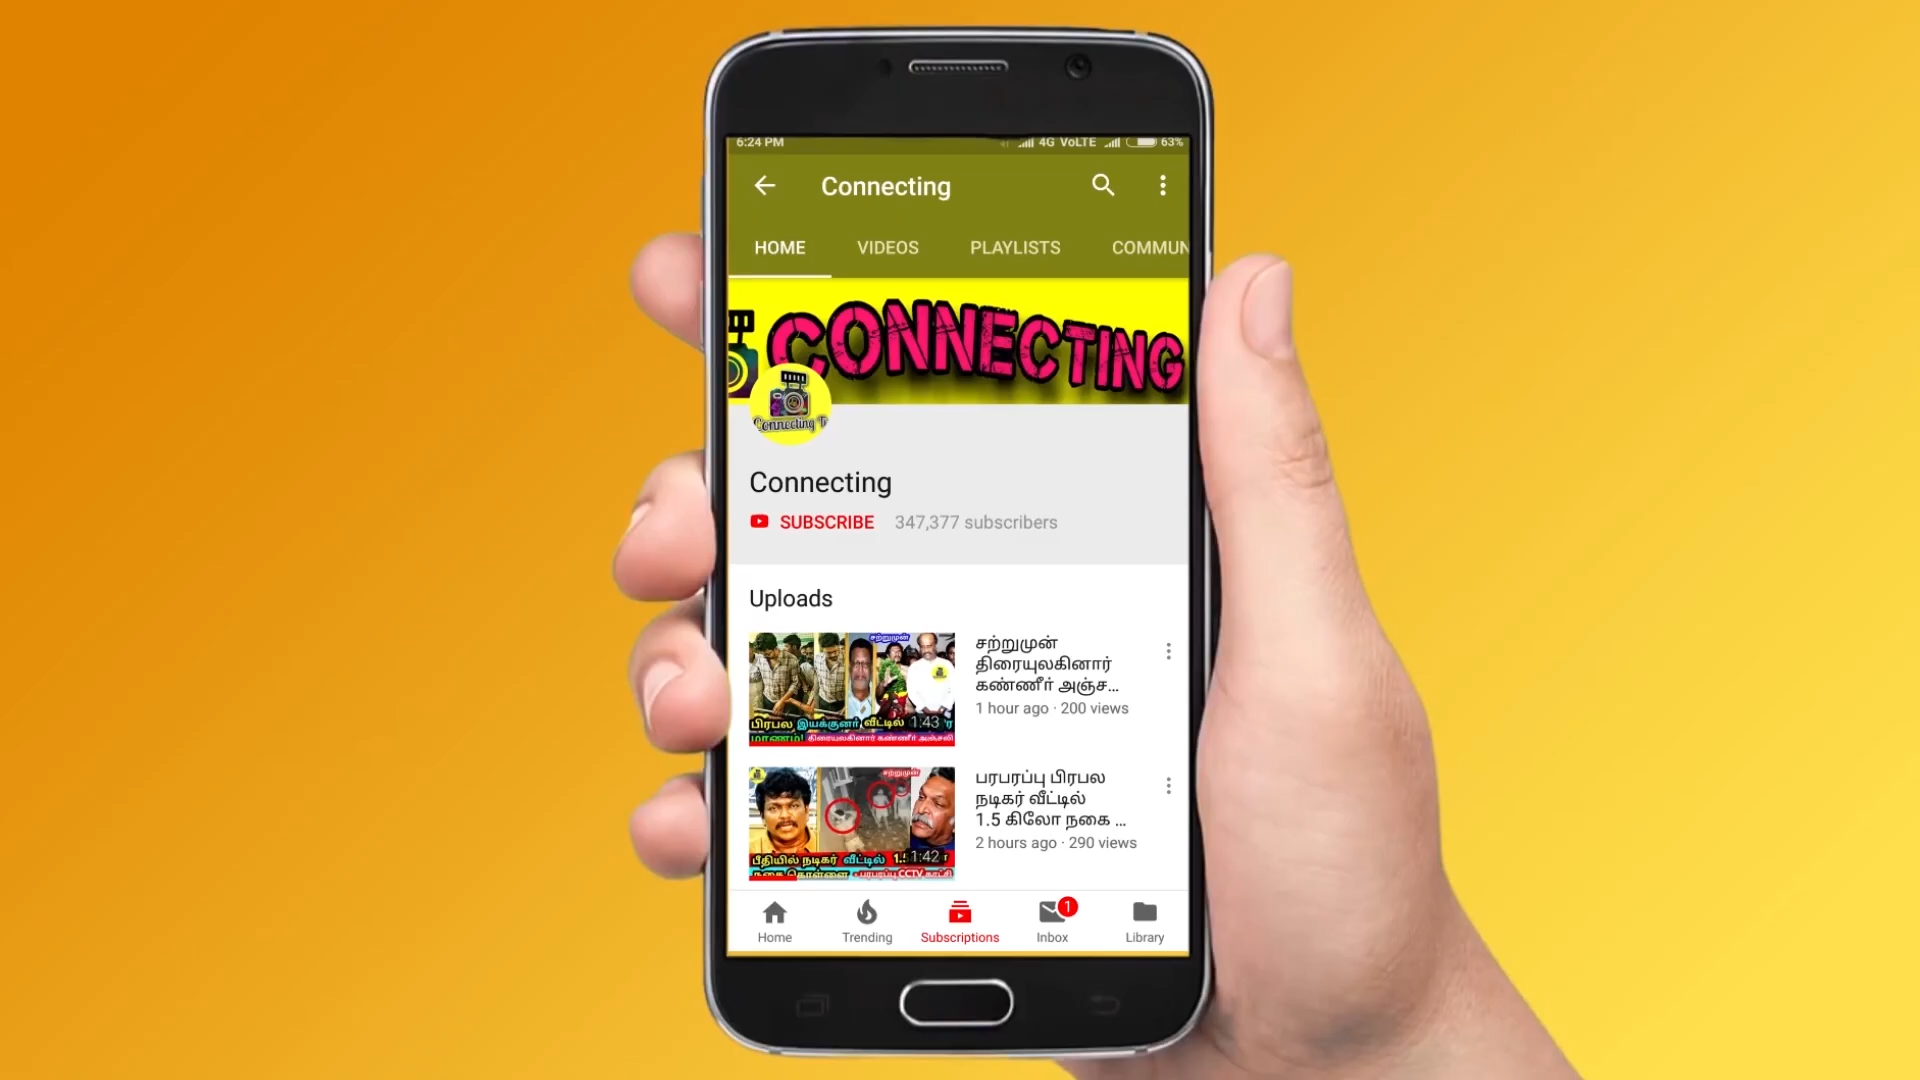 6:24 PM 4G VoLTE 63%
Connecting
HOME VIDEOS PLAYLISTS COMMUN
CONNECTING
Connecting
Connecting
SUBSCRIBE 347,377 subscribers
Uploads
சற்றுமுன்
பிரபல இயக்குனர் வீட்டில்
மரணம்! திரையுலகினர் கண்ணீர் அஞ்சலி
1:43
சற்றுமுன்
திரையுலகினார்
கண்ணீர் அஞ்ச...
1 hour ago · 200 views
சற்றுமுன்
பீதியில் நடிகர் வீட்டில்
நகை கொள்ளை - பரபரப்பு CCTV காட்சி
1:42
பரபரப்பு பிரபல
நடிகர் வீட்டில்
1.5 கிலோ நகை ...
2 hours ago · 290 views
1
Home Trending Subscriptions Inbox Library